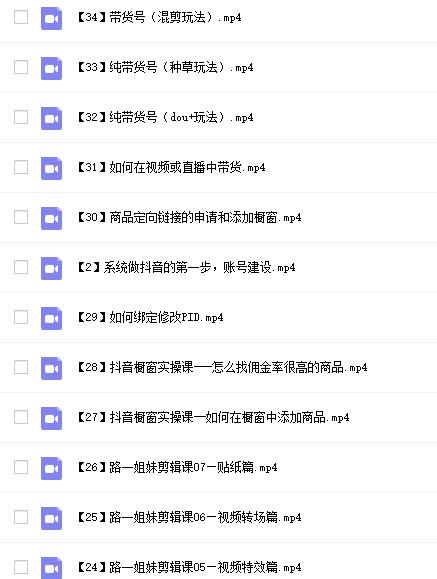 【34】带货号（混剪玩法）.mp4
【33】纯带货号（种草玩法）.mp4
【32】纯带货号（dou+玩法）.mp4
【31】如何在视频或直播中带货.mp4
【30】商品定向链接的申请和添加橱窗.mp4
【2】系统做抖音的第一步，账号建设.mp4
【29】如何绑定修改PID.mp4
【28】抖音橱窗实操课——怎么找佣金率很高的商品.mp4
【27】抖音橱窗实操课—如何在橱窗中添加商品.mp4
【26】路一姐妹剪辑课07—贴纸篇.mp4
【25】路一姐妹剪辑课06—视频转场篇.mp4
【24】路一姐妹剪辑课05—视频特效篇.mp4